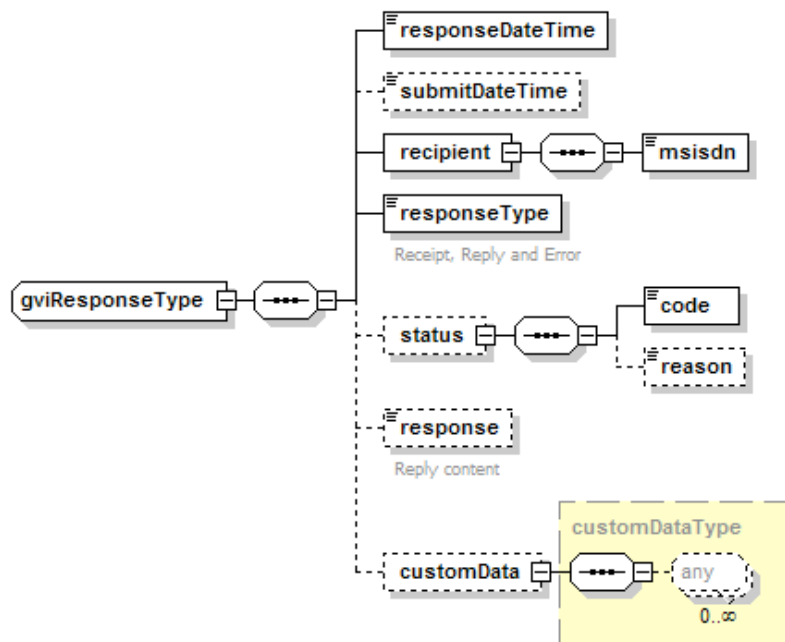 responseDateTime
submitDateTime
recipient
msisdn
responseType
Receipt, Reply and Error
gviResponseType
status
code
reason
response
Reply content
customDataType
customData
any
0..∞